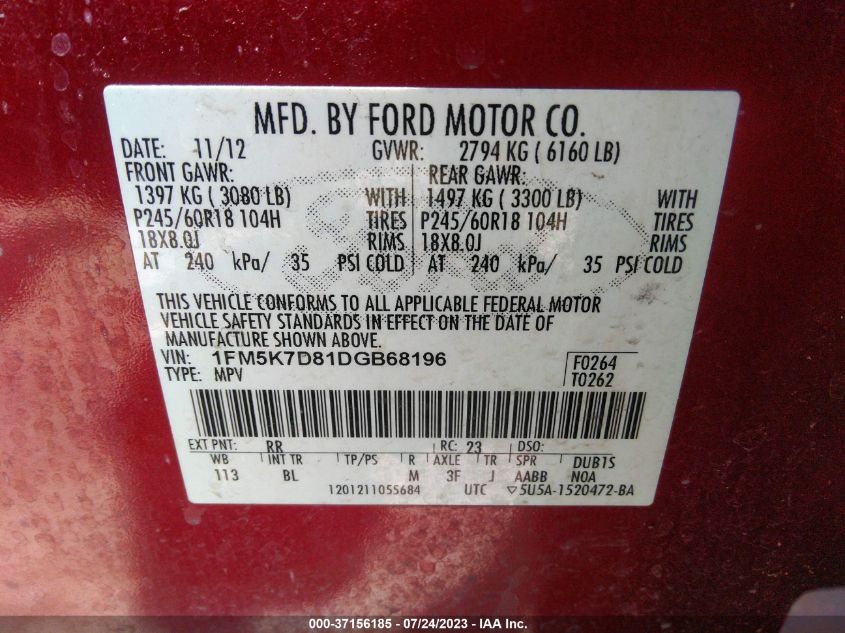 MFD. BY FORD MOTOR CO.
DATE: 11/12 GVWR: 2794 KG ( 6160 LB)
FRONT GAWR: REAR GAWR:
1397 KG ( 3080 LB) WITH 1497 KG ( 3300 LB) WITH
P245/60R18 104H TIRES P245/60R18 104H TIRES
18X8.0J RIMS 18X8.0J RIMS
AT 240 kPa/ 35 PSI COLD AT 240 kPa/ 35 PSI COLD
THIS VEHICLE CONFORMS TO ALL APPLICABLE FEDERAL MOTOR
VEHICLE SAFETY STANDARDS IN EFFECT ON THE DATE OF
MANUFACTURE SHOWN ABOVE.
VIN: 1FM5K7D81DGB68196 F0264
TYPE: MPV T0262
EXT PNT: RR RC: 23 DSO:
WB INT TR TP/PS R AXLE TR SPR DUB1S
113 BL M 3F J AABB N0A
1201211055684 UTC ▽5U5A-1520472-BA
000-37156185 - 07/24/2023 - IAA Inc.